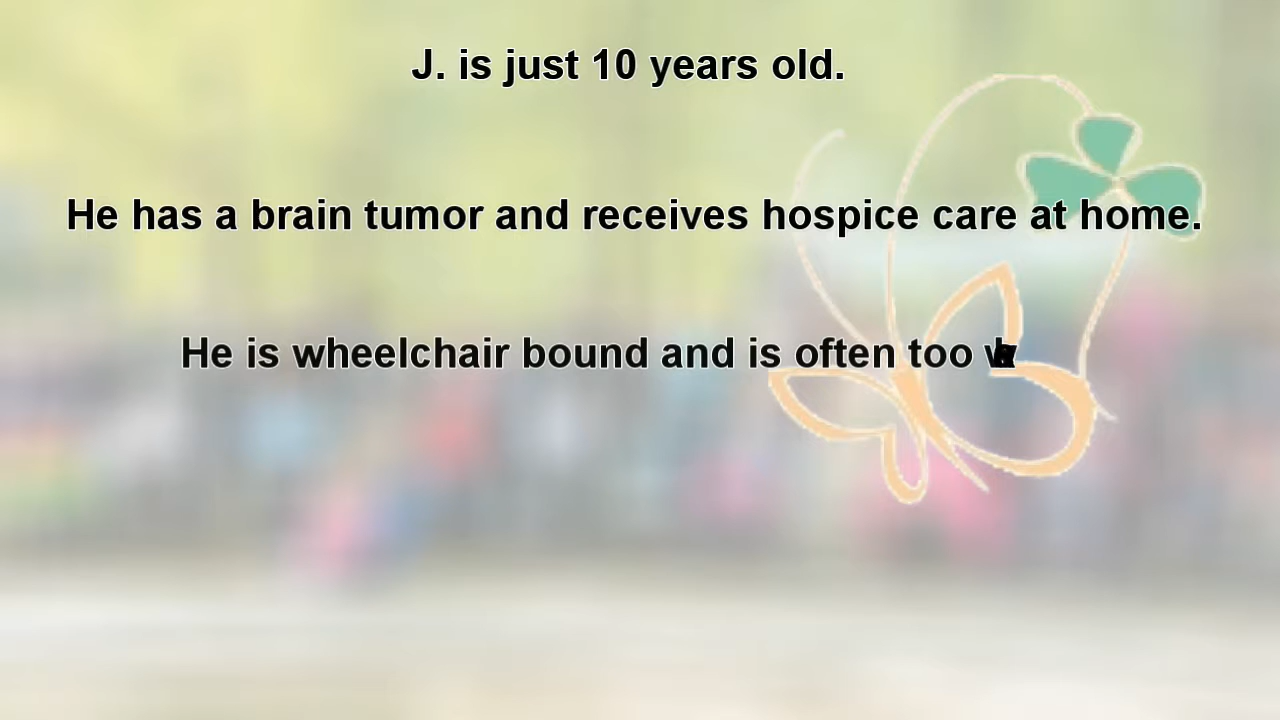 J. is just 10 years old.
He has a brain tumor and receives hospice care at home.
He is wheelchair bound and is often too